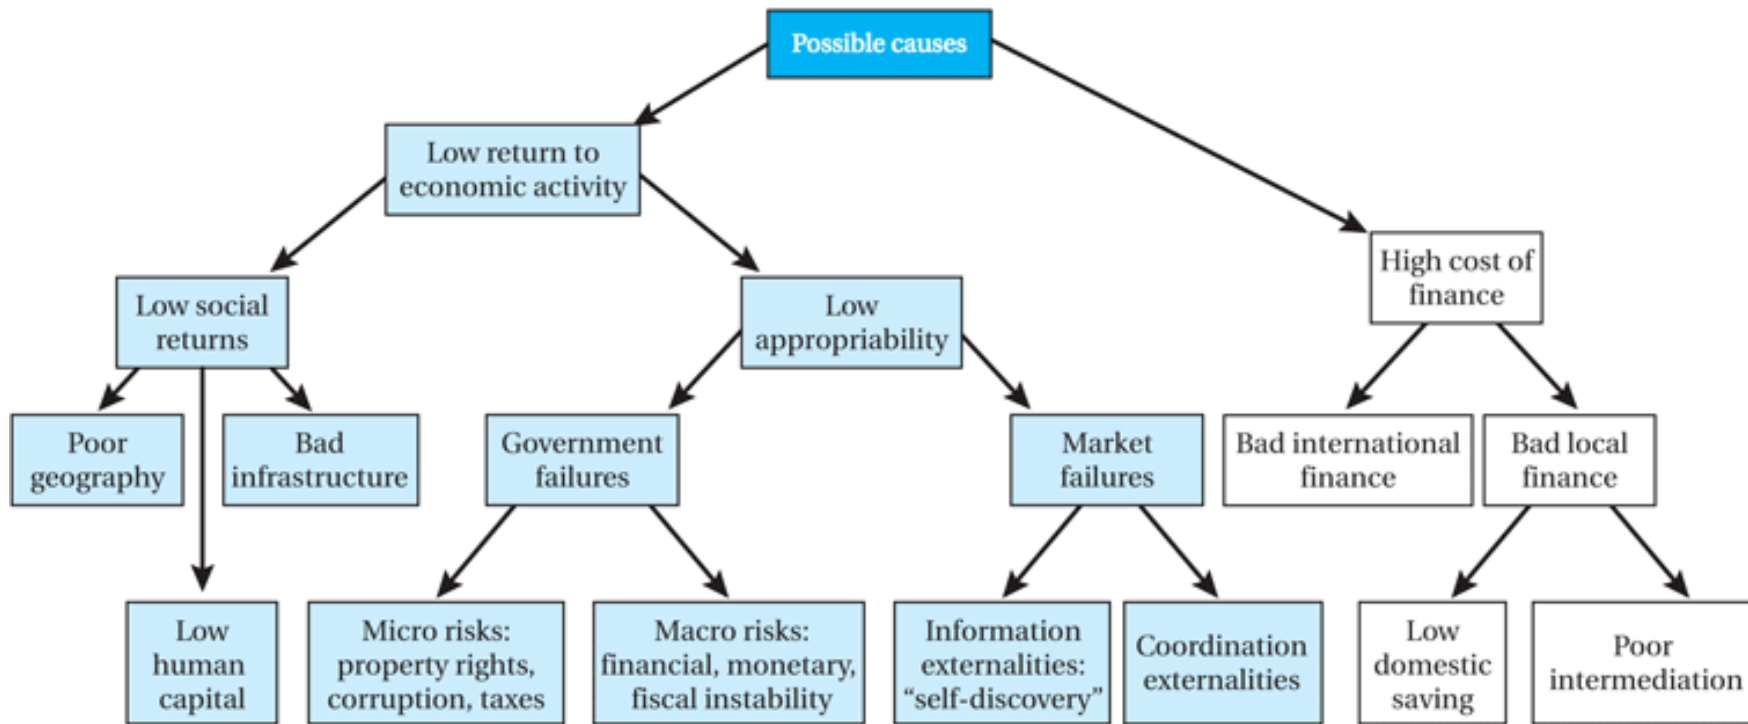 Possible causes
Low return to
economic activity
High cost of
finance
Low social
returns
Low
appropriability
Poor
geography
Bad
infrastructure
Government
failures
Market
failures
Bad international
finance
Bad local
finance
Low
human
capital
Micro risks:
property rights,
corruption, taxes
Macro risks:
financial, monetary,
fiscal instability
Information
externalities:
“self-discovery”
Coordination
externalities
Low
domestic
saving
Poor
intermediation